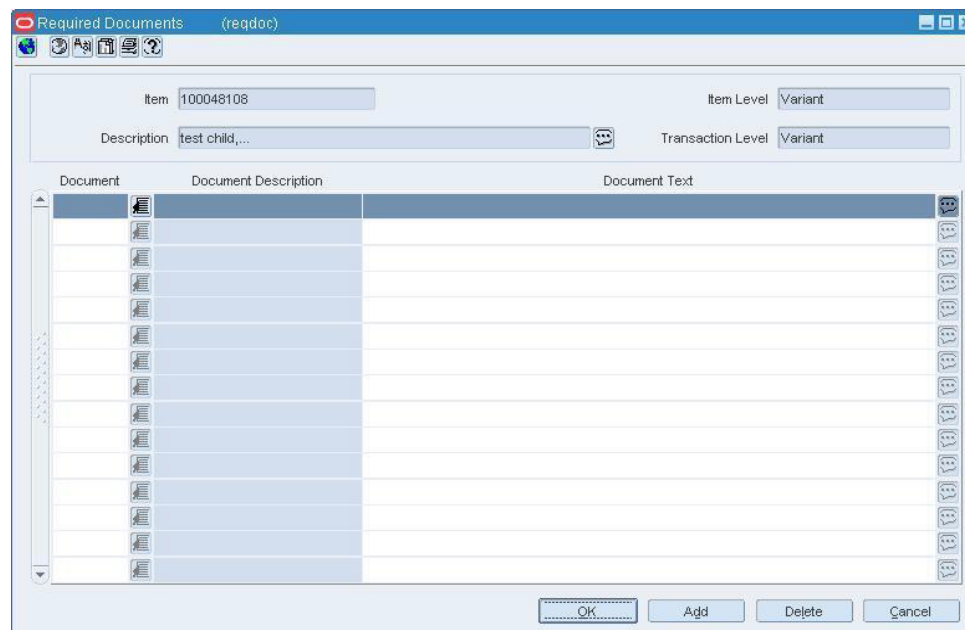 Required Documents (reqdoc)
Item 100048108 Item Level Variant
Description test child,... Transaction Level Variant
Document Document Description Document Text
OK Add Delete Cancel